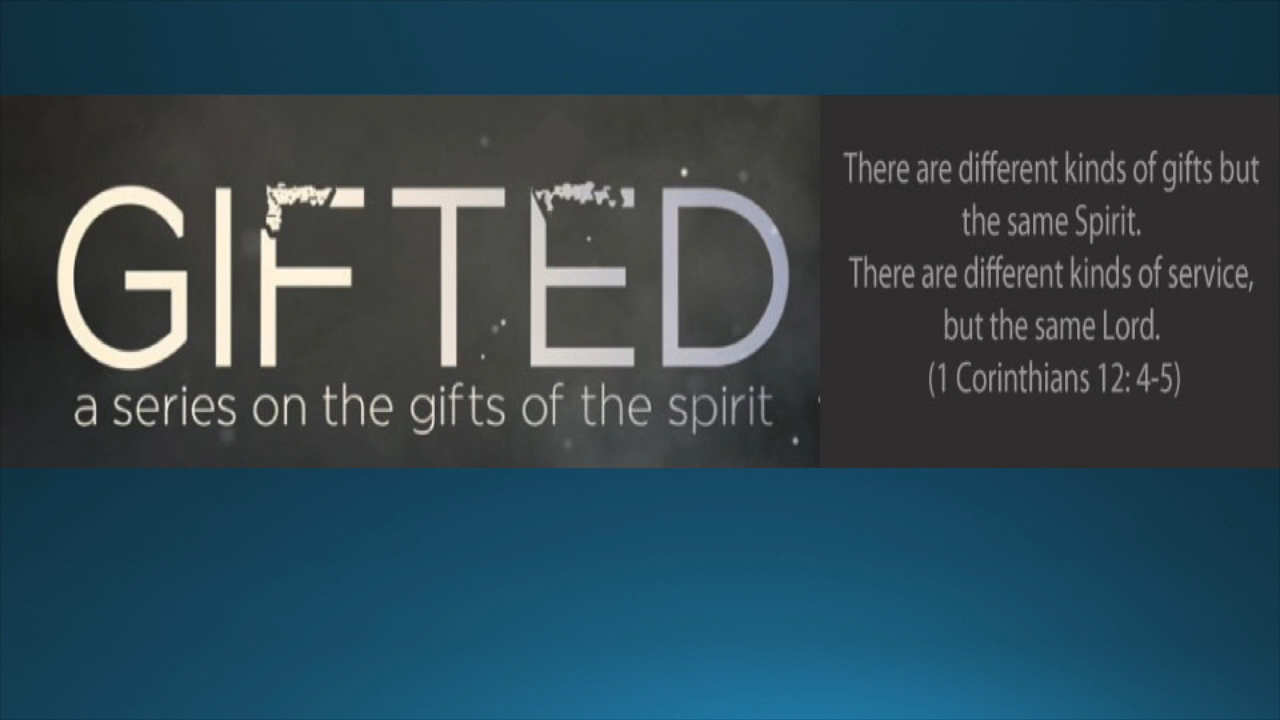 GIFTED
a series on the gifts of the spirit
There are different kinds of gifts but
the same Spirit.
There are different kinds of service,
but the same Lord.
(1 Corinthians 12: 4-5)